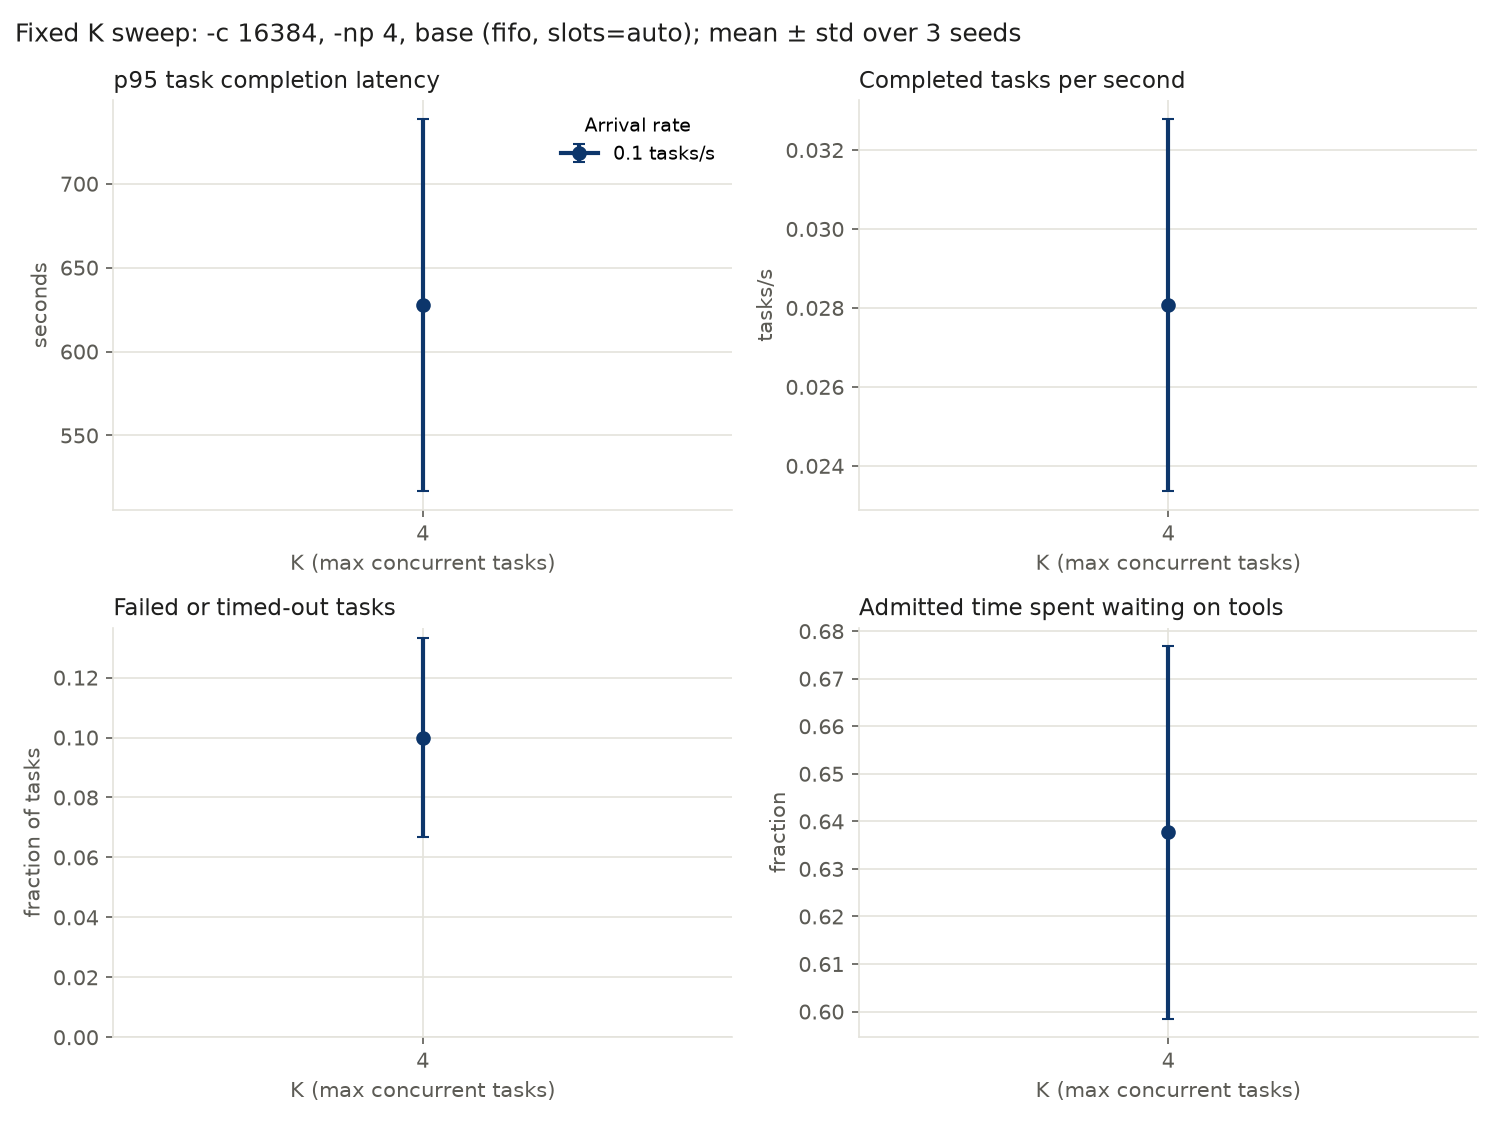 Fixed K sweep: -c 16384, -np 4, base (fifo, slots=auto); mean ± std over 3 seeds
p95 task completion latency
Arrival rate
0.1 tasks/s
700
650
600
550
seconds
4
K (max concurrent tasks)
Completed tasks per second
0.032
0.030
0.028
0.026
0.024
tasks/s
4
K (max concurrent tasks)
Failed or timed-out tasks
0.12
0.10
0.08
0.06
0.04
0.02
0.00
fraction of tasks
4
K (max concurrent tasks)
Admitted time spent waiting on tools
0.68
0.67
0.66
0.65
0.64
0.63
0.62
0.61
0.60
fraction
4
K (max concurrent tasks)